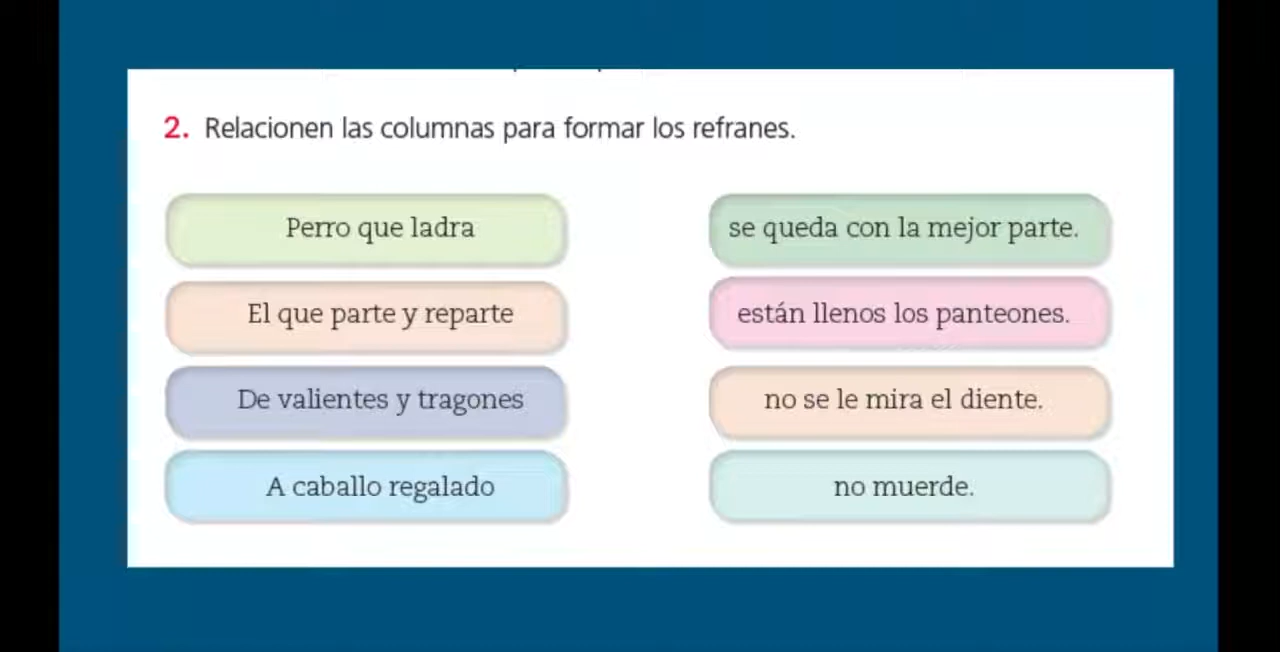 2. Relacionen las columnas para formar los refranes.
Perro que ladra
se queda con la mejor parte.
El que parte y reparte
están llenos los panteones.
De valientes y tragones
no se le mira el diente.
A caballo regalado
no muerde.